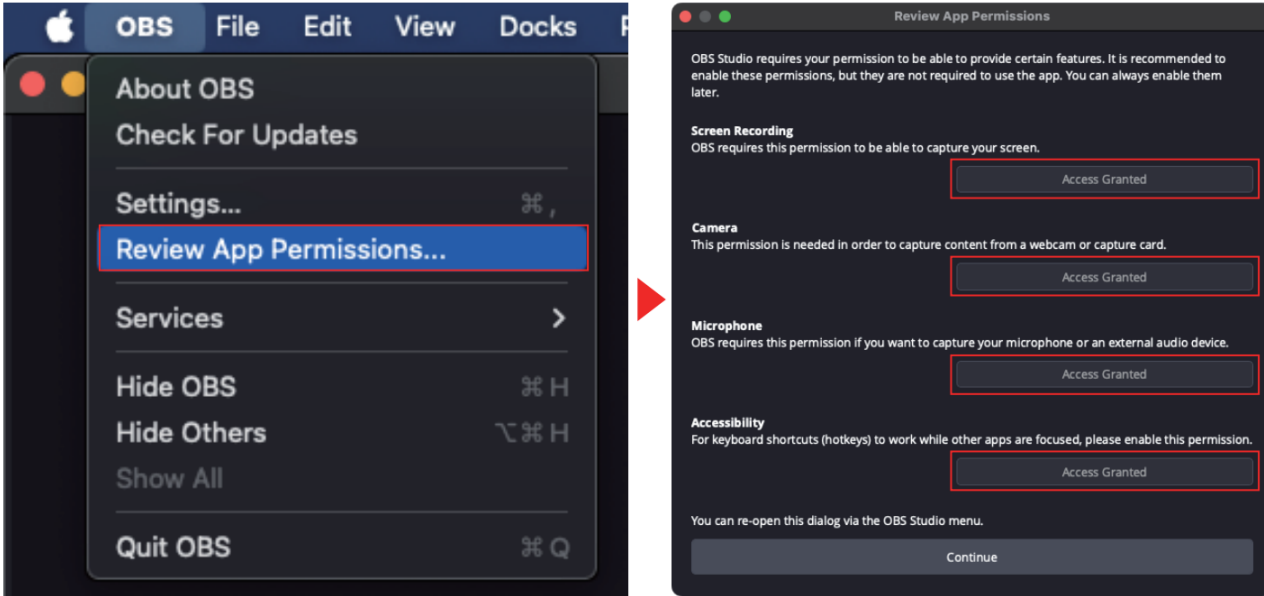 OBS File Edit View Docks
About OBS
Check For Updates
Settings... ⌘ ,
Review App Permissions...
Services
Hide OBS ⌘ H
Hide Others ⌥ ⌘ H
Show All
Quit OBS ⌘ Q
Review App Permissions
OBS Studio requires your permission to be able to provide certain features. It is recommended to
enable these permissions, but they are not required to use the app. You can always enable them
later.
Screen Recording
OBS requires this permission to be able to capture your screen.
Access Granted
Camera
This permission is needed in order to capture content from a webcam or capture card.
Access Granted
Microphone
OBS requires this permission if you want to capture your microphone or an external audio device.
Access Granted
Accessibility
For keyboard shortcuts (hotkeys) to work while other apps are focused, please enable this permission.
Access Granted
You can re-open this dialog via the OBS Studio menu.
Continue